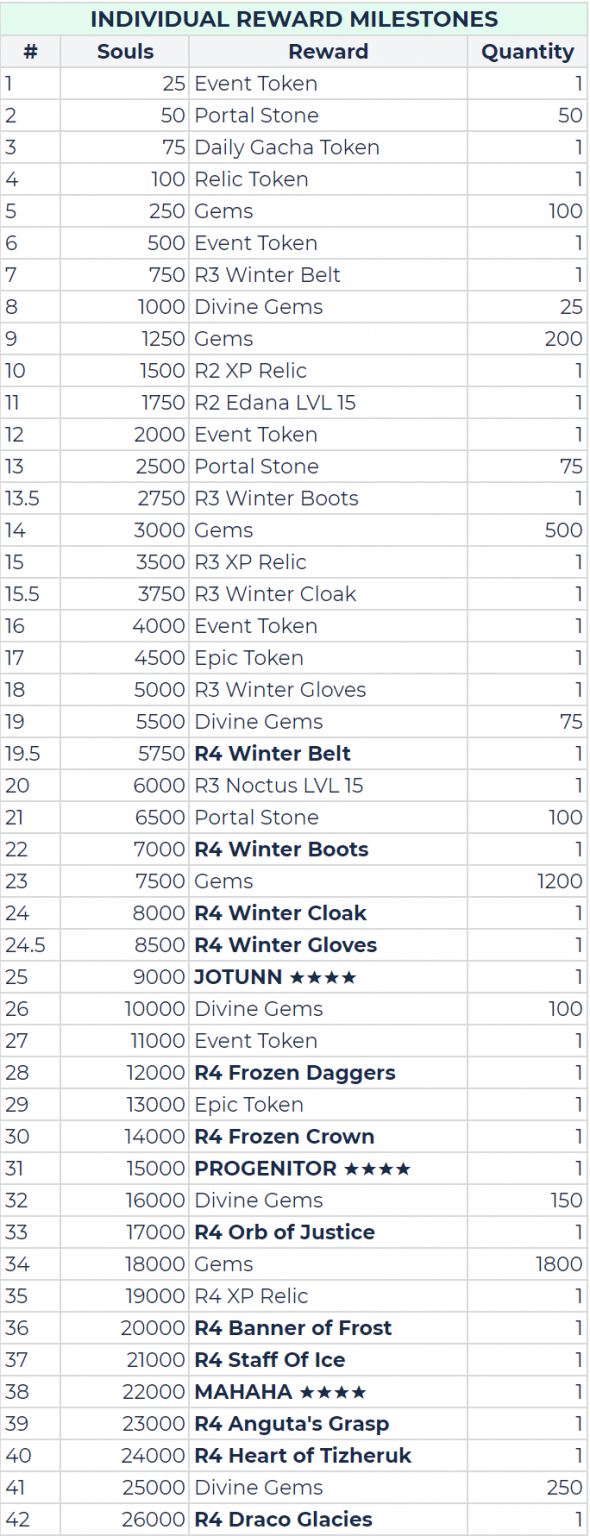 INDIVIDUAL REWARD MILESTONES
# Souls Reward Quantity
1 25 Event Token 1
2 50 Portal Stone 50
3 75 Daily Gacha Token 1
4 100 Relic Token 1
5 250 Gems 100
6 500 Event Token 1
7 750 R3 Winter Belt 1
8 1000 Divine Gems 25
9 1250 Gems 200
10 1500 R2 XP Relic 1
11 1750 R2 Edana LVL 15 1
12 2000 Event Token 1
13 2500 Portal Stone 75
13.5 2750 R3 Winter Boots 1
14 3000 Gems 500
15 3500 R3 XP Relic 1
15.5 3750 R3 Winter Cloak 1
16 4000 Event Token 1
17 4500 Epic Token 1
18 5000 R3 Winter Gloves 1
19 5500 Divine Gems 75
19.5 5750 R4 Winter Belt 1
20 6000 R3 Noctus LVL 15 1
21 6500 Portal Stone 100
22 7000 R4 Winter Boots 1
23 7500 Gems 1200
24 8000 R4 Winter Cloak 1
24.5 8500 R4 Winter Gloves 1
25 9000 JOTUNN ★★★★ 1
26 10000 Divine Gems 100
27 11000 Event Token 1
28 12000 R4 Frozen Daggers 1
29 13000 Epic Token 1
30 14000 R4 Frozen Crown 1
31 15000 PROGENITOR ★★★★ 1
32 16000 Divine Gems 150
33 17000 R4 Orb of Justice 1
34 18000 Gems 1800
35 19000 R4 XP Relic 1
36 20000 R4 Banner of Frost 1
37 21000 R4 Staff Of Ice 1
38 22000 MAHAHA ★★★★ 1
39 23000 R4 Anguta's Grasp 1
40 24000 R4 Heart of Tizheruk 1
41 25000 Divine Gems 250
42 26000 R4 Draco Glacies 1